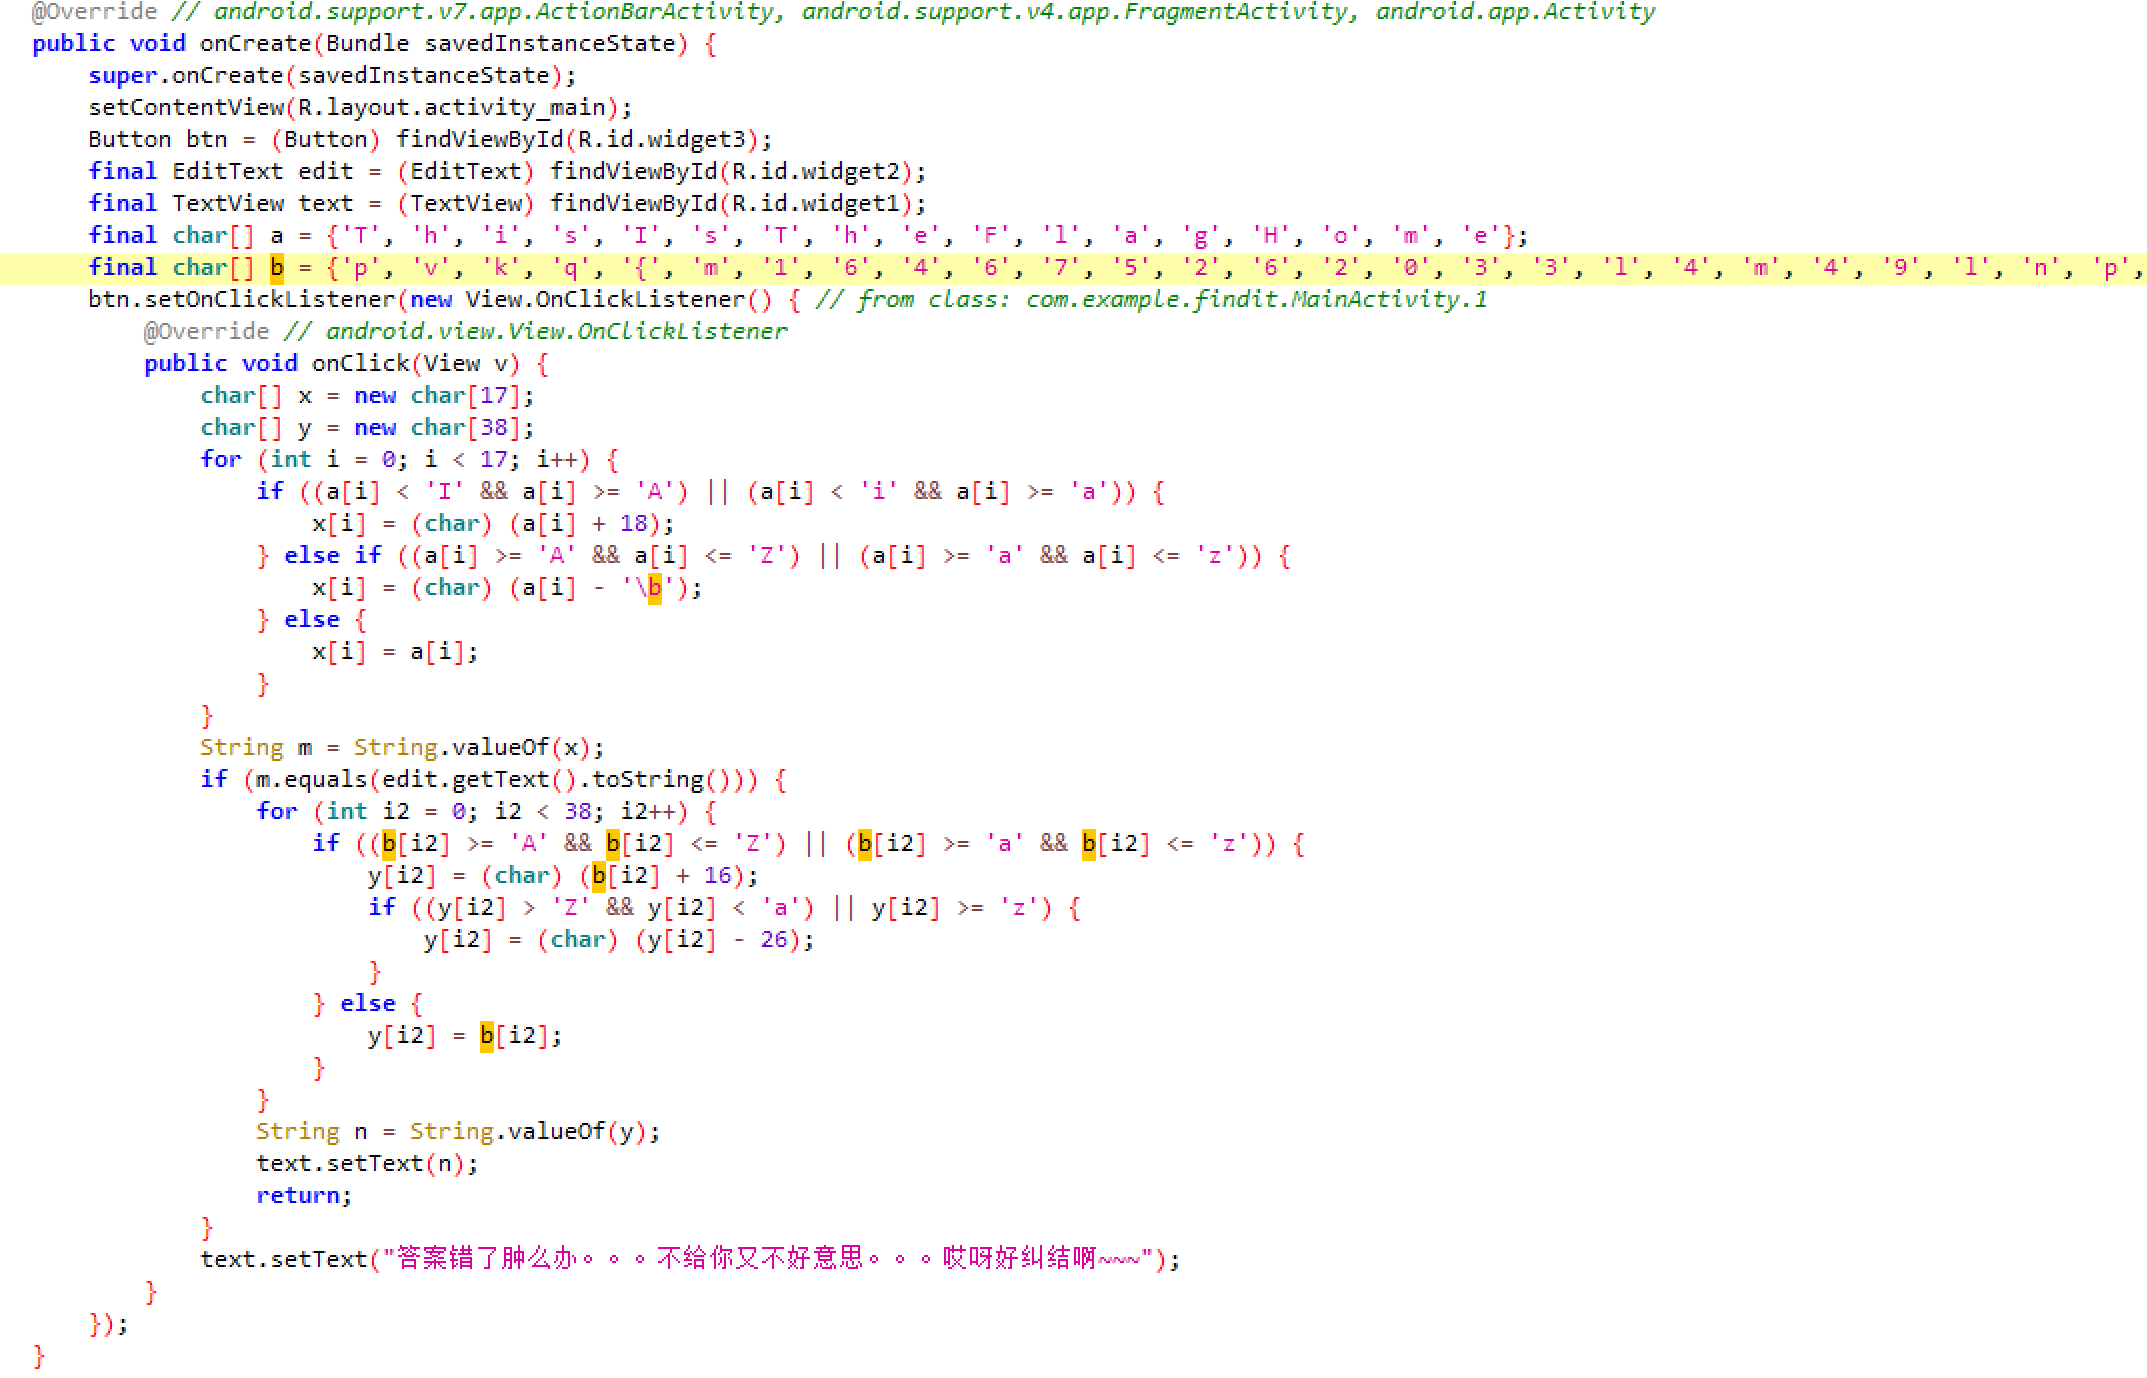 @Override // android.support.v7.app.ActionBarActivity, android.support.v4.app.FragmentActivity, android.app.Activity
public void onCreate(Bundle savedInstanceState) {
    super.onCreate(savedInstanceState);
    setContentView(R.layout.activity_main);
    Button btn = (Button) findViewById(R.id.widget3);
    final EditText edit = (EditText) findViewById(R.id.widget2);
    final TextView text = (TextView) findViewById(R.id.widget1);
    final char[] a = {'T', 'h', 'i', 's', 'I', 's', 'T', 'h', 'e', 'F', 'l', 'a', 'g', 'H', 'o', 'm', 'e'};
    final char[] b = {'p', 'v', 'k', 'q', '{', 'm', '1', '6', '4', '6', '7', '5', '2', '6', '2', '0', '3', '3', 'l', '4', 'm', '4', '9', 'l', 'n', 'p',
    btn.setOnClickListener(new View.OnClickListener() { // from class: com.example.findit.MainActivity.1
        @Override // android.view.View.OnClickListener
        public void onClick(View v) {
            char[] x = new char[17];
            char[] y = new char[38];
            for (int i = 0; i < 17; i++) {
                if ((a[i] < 'I' && a[i] >= 'A') || (a[i] < 'i' && a[i] >= 'a')) {
                    x[i] = (char) (a[i] + 18);
                } else if ((a[i] >= 'A' && a[i] <= 'Z') || (a[i] >= 'a' && a[i] <= 'z')) {
                    x[i] = (char) (a[i] - '\b');
                } else {
                    x[i] = a[i];
                }
            }
            String m = String.valueOf(x);
            if (m.equals(edit.getText().toString())) {
                for (int i2 = 0; i2 < 38; i2++) {
                    if ((b[i2] >= 'A' && b[i2] <= 'Z') || (b[i2] >= 'a' && b[i2] <= 'z')) {
                        y[i2] = (char) (b[i2] + 16);
                        if ((y[i2] > 'Z' && y[i2] < 'a') || y[i2] >= 'z') {
                            y[i2] = (char) (y[i2] - 26);
                        }
                    } else {
                        y[i2] = b[i2];
                    }
                }
                String n = String.valueOf(y);
                text.setText(n);
                return;
            }
            text.setText("答案错了肿么办。。。不给你又不好意思。。。哎呀好纠结啊~~~");
        }
    });
}